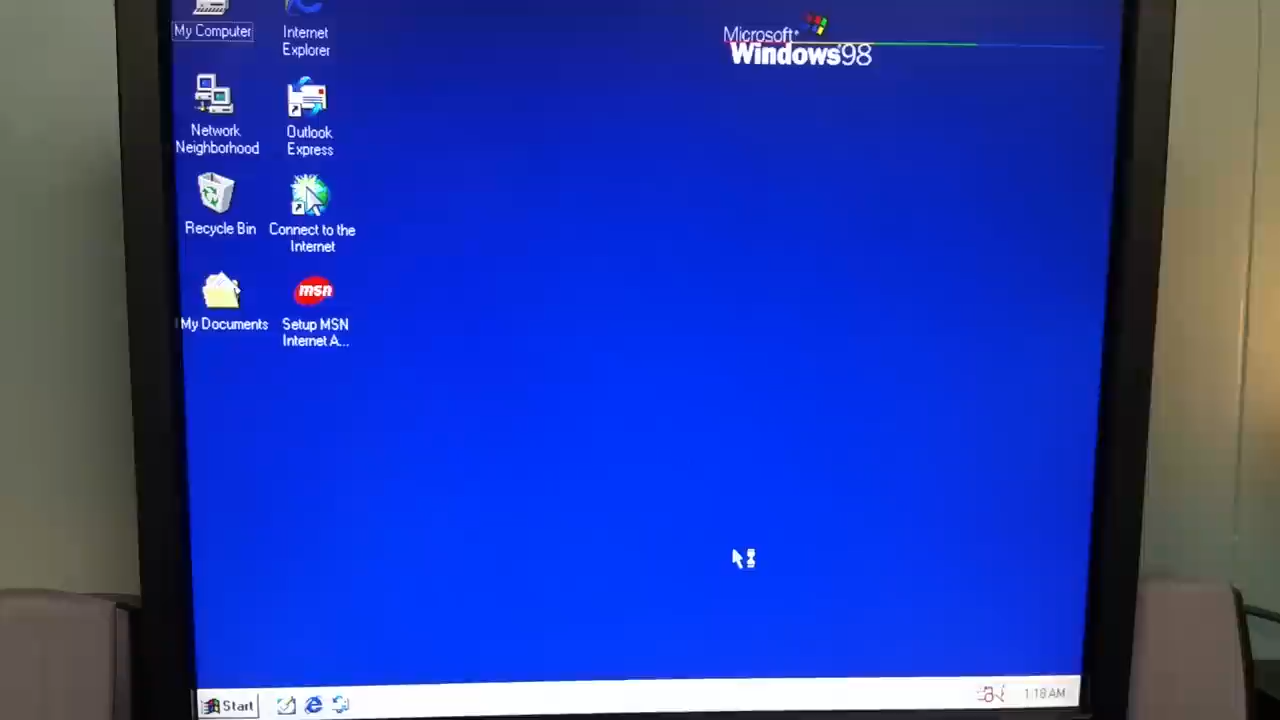 My Computer
Internet
Explorer
Microsoft
Windows98
Network
Neighborhood
Outlook
Express
Recycle Bin
Connect to the
Internet
My Documents
msn
Setup MSN
Internet A...
Start
1:18 AM